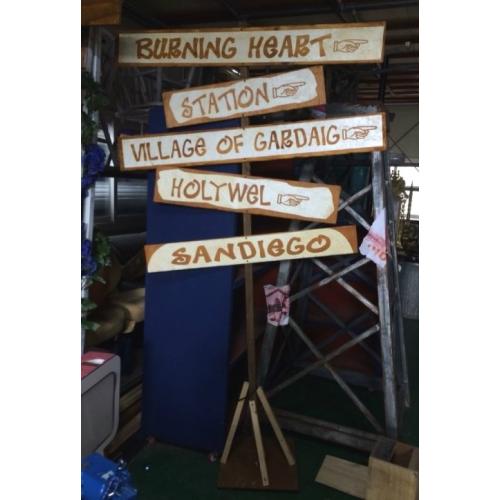 BURNING HEART
STATION
VILLAGE OF GARDAIG
HOLYWEL
SANDIEGO